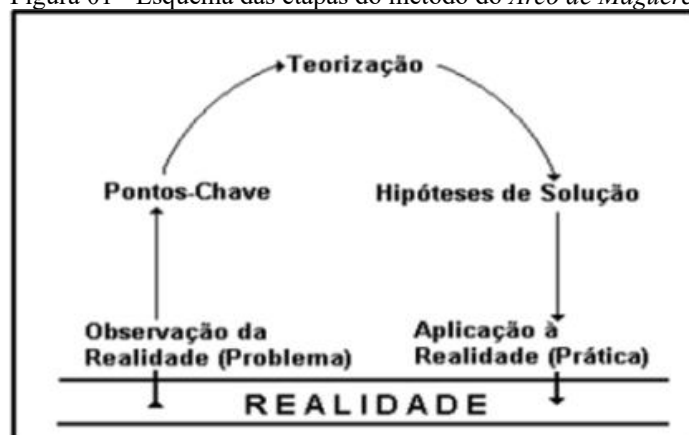 Figura 01 - Esquema das etapas do método do Arco de Maguerez
Teorização
Pontos-Chave
Hipóteses de Solução
Observação da
Realidade (Problema)
Aplicação à
Realidade (Prática)
REALIDADE